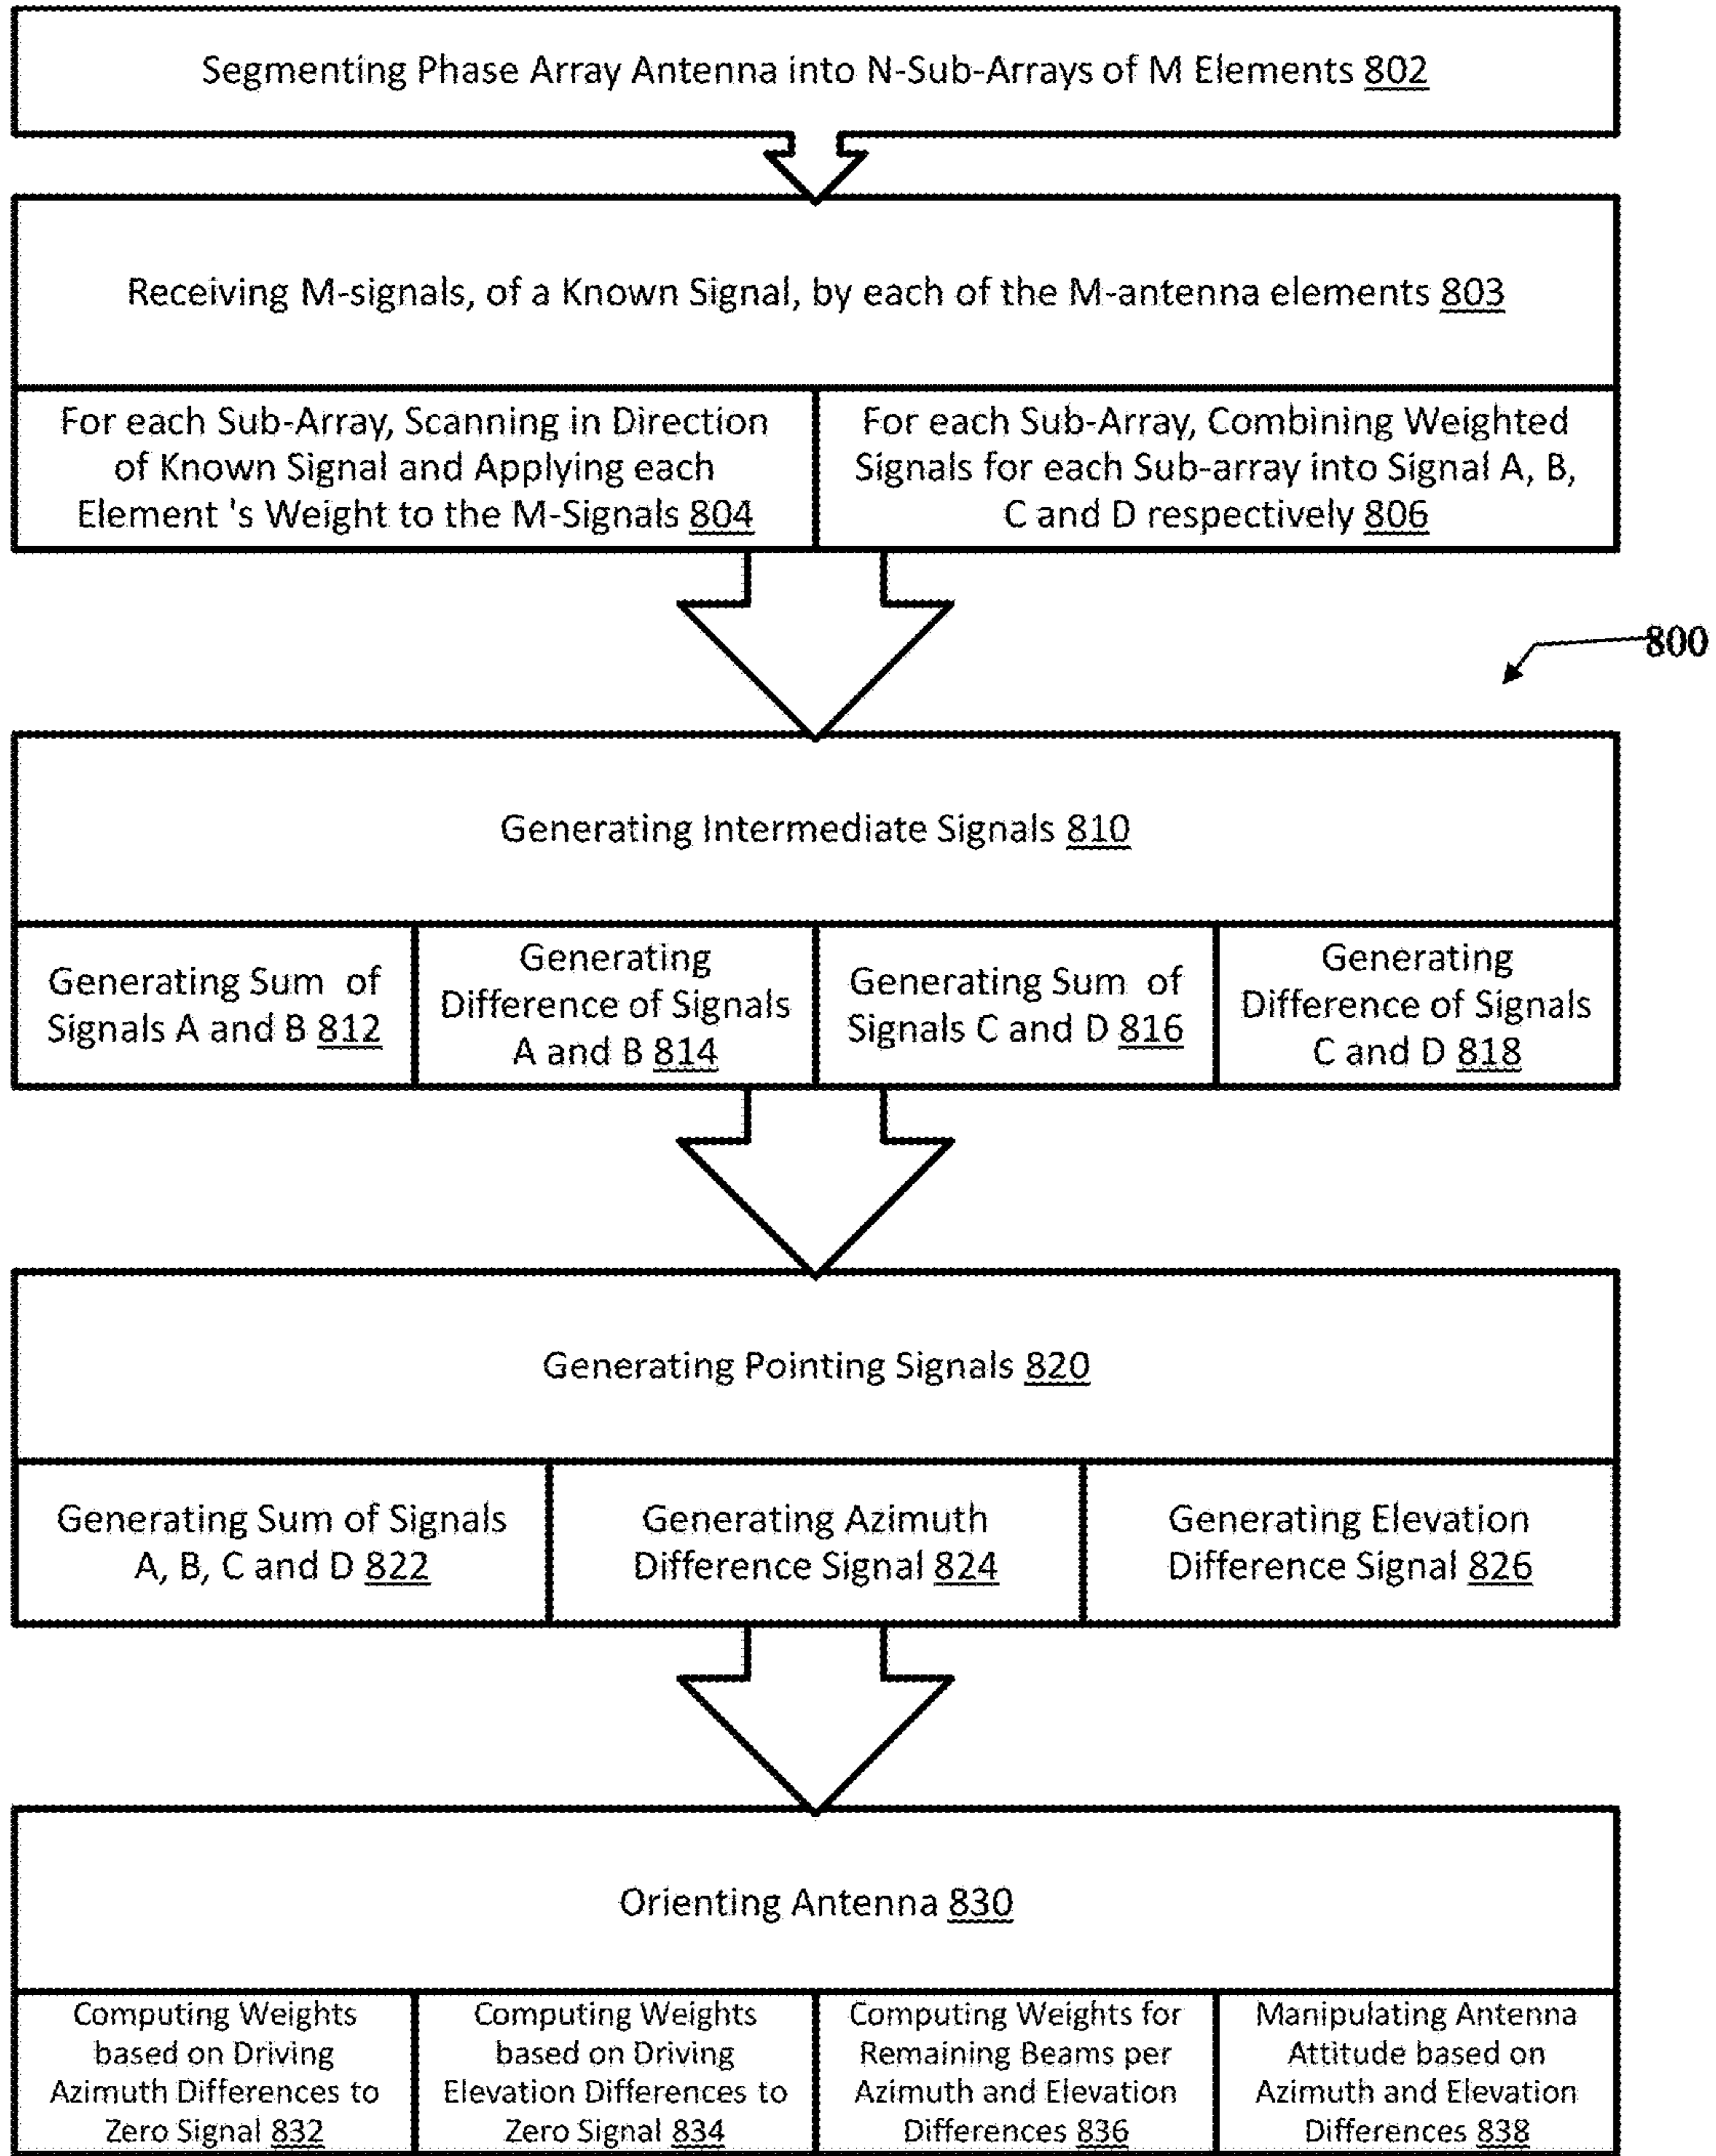 Segmenting Phase Array Antenna into N-Sub-Arrays of M Elements 802
Receiving M-signals, of a Known Signal, by each of the M-antenna elements 803
For each Sub-Array, Scanning in Direction
of Known Signal and Applying each
Element 's Weight to the M-Signals 804
For each Sub-Array, Combining Weighted
Signals for each Sub-array into Signal A, B,
C and D respectively 806
800
Generating Intermediate Signals 810
Generating Sum of
Signals A and B 812
Generating
Difference of Signals
A and B 814
Generating Sum of
Signals C and D 816
Generating
Difference of Signals
C and D 818
Generating Pointing Signals 820
Generating Sum of Signals
A, B, C and D 822
Generating Azimuth
Difference Signal 824
Generating Elevation
Difference Signal 826
Orienting Antenna 830
Computing Weights
based on Driving
Azimuth Differences to
Zero Signal 832
Computing Weights
based on Driving
Elevation Differences to
Zero Signal 834
Computing Weights for
Remaining Beams per
Azimuth and Elevation
Differences 836
Manipulating Antenna
Attitude based on
Azimuth and Elevation
Differences 838